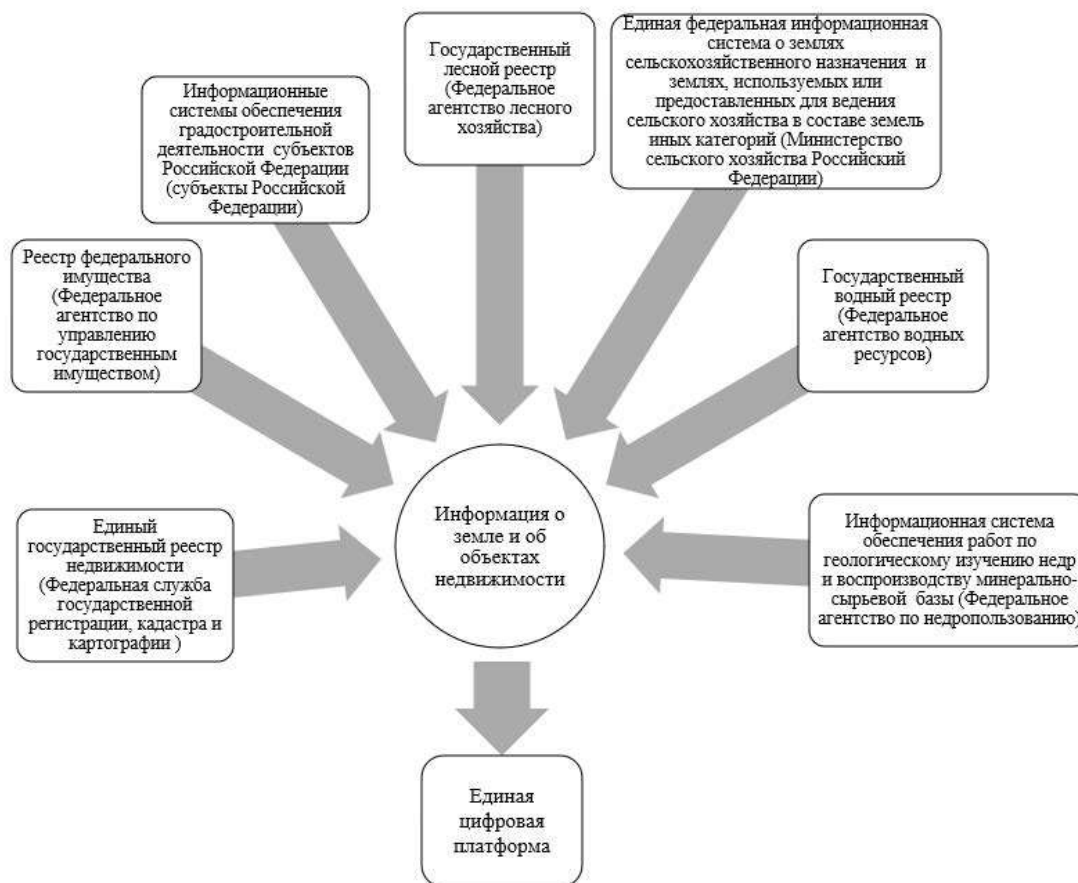 Государственный
лесной реестр
(Федеральное
агентство лесного
хозяйства)
Единая федеральная информационная
система о землях
сельскохозяйственного назначения и
землях, используемых или
предоставленных для ведения
сельского хозяйства в составе земель
иных категорий (Министерство
сельского хозяйства Российский
Федерации)
Информационные
системы обеспечения
градостроительной
деятельности субъектов
Российской Федерации
(субъекты Российской
Федерации)
Реестр федерального
имущества
(Федеральное
агентство по
управлению
государственным
имуществом)
Государственный
водный реестр
(Федеральное
агентство водных
ресурсов)
Единый
государственный реестр
недвижимости
(Федеральная служба
государственной
регистрации, кадастра и
картографии )
Информация о
земле и об
объектах
недвижимости
Информационная система
обеспечения работ по
геологическому изучению недр
и воспроизводству минерально-
сырьевой базы (Федеральное
агентство по недропользованию)
Единая
цифровая
платформа